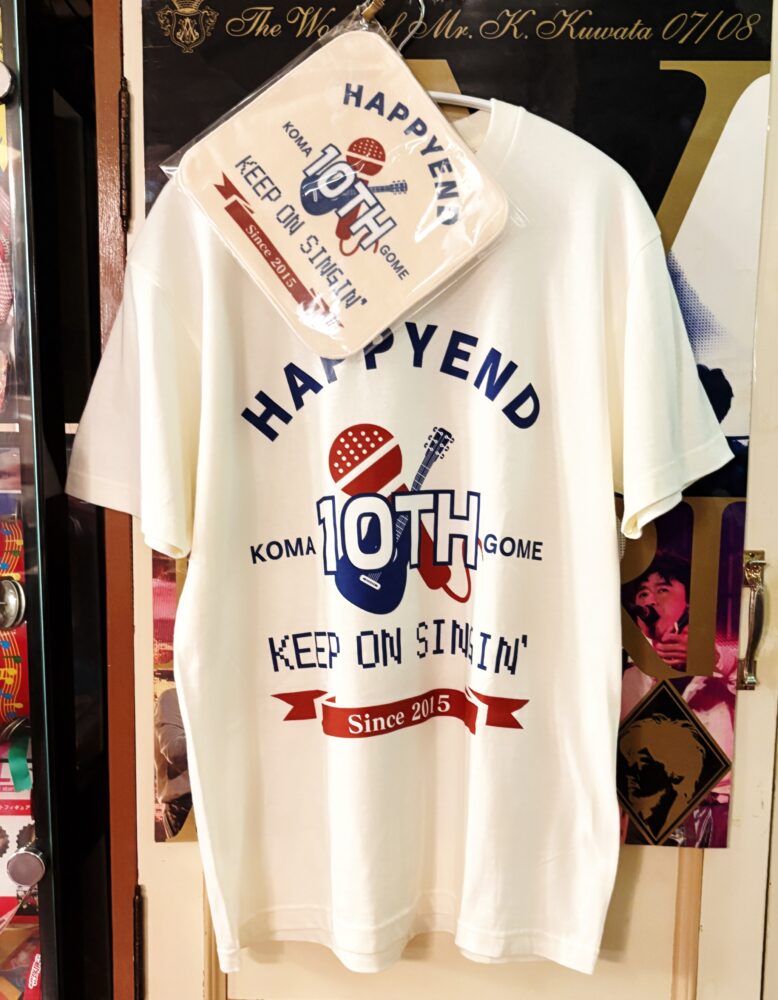 The Wo of Mr. K. Kuwata 07/08
HAPPYEND
KOMA 10TH GOME
KEEP ON SINGIN'
Since 2015
HAPPYEND
KOMA 10TH GOME
KEEP ON SINGIN'
Since 2015